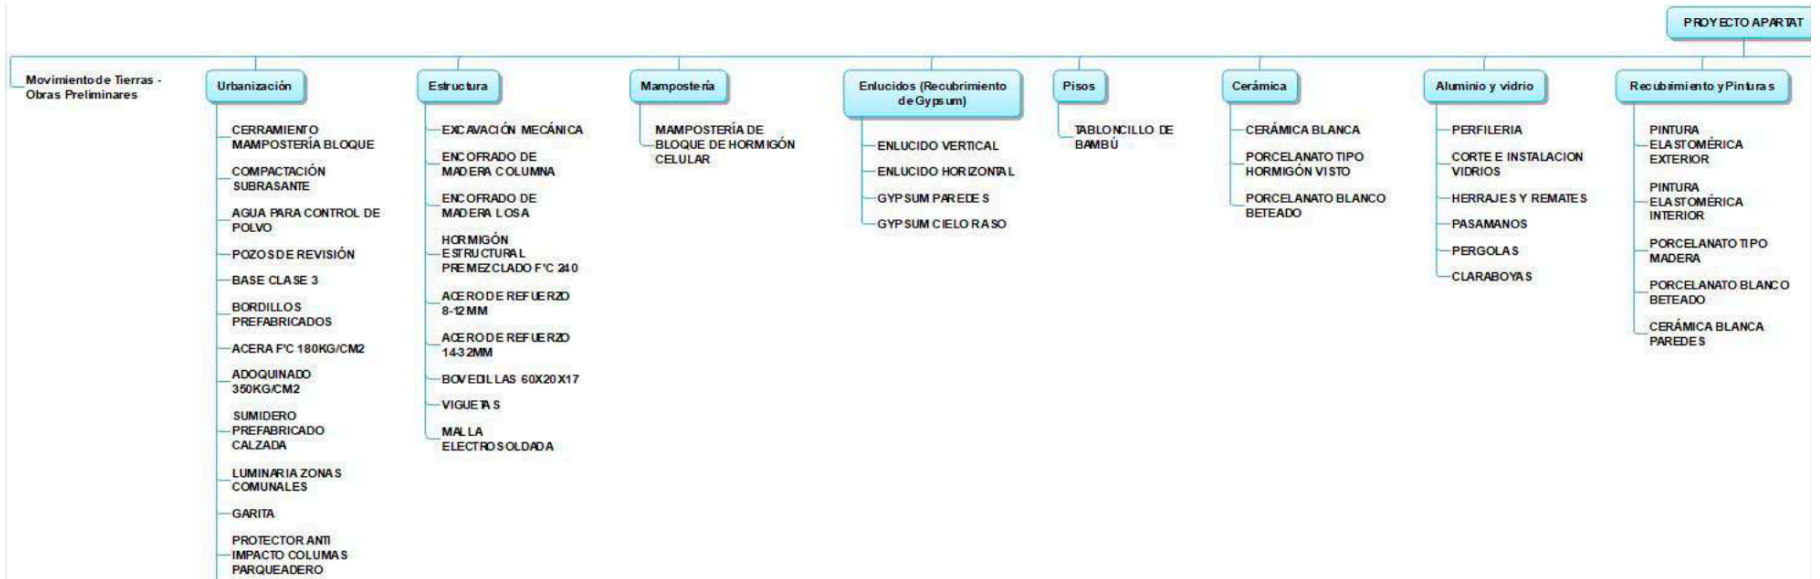 PROYECTO APARTAT
Movimiento de Tierras -
Obras Preliminares
Urbanización
CERRAMIENTO
MAMPOSTERÍA BLOQUE
COMPACTACIÓN
SUBRASANTE
AGUA PARA CONTROL DE
POLVO
POZOS DE REVISIÓN
BASE CLASE 3
BORDILLOS
PREFABRICADOS
ACERA F'C 180KG/CM2
ADOQUINADO
350KG/CM2
SUMIDERO
PREFABRICADO
CALZADA
LUMINARIA ZONAS
COMUNALES
GARITA
PROTECTOR ANTI
IMPACTO COLUMAS
PARQUEADERO
Estructura
EXCAVACIÓN MECÁNICA
ENCOFRADO DE
MADERA COLUMNA
ENCOFRADO DE
MADERA LOSA
HORMIGÓN
ESTRUCTURAL
PREMEZCLADO F'C 240
ACERO DE REFUERZO
8-12MM
ACERO DE REFUERZO
14-32MM
BOVEDILLAS 60X20X17
VIGUETAS
MALLA
ELECTROSOLDADA
Mampostería
MAMPOSTERÍA DE
BLOQUE DE HORMIGÓN
CELULAR
Enlucidos (Recubrimiento
de Gypsum)
ENLUCIDO VERTICAL
ENLUCIDO HORIZONTAL
GYPSUM PAREDES
GYPSUM CIELO RASO
Pisos
TABLONCILLO DE
BAMBÚ
Cerámica
CERÁMICA BLANCA
PORCELANATO TIPO
HORMIGÓN VISTO
PORCELANATO BLANCO
BETEADO
Aluminio y vidrio
PERFILERIA
CORTE E INSTALACION
VIDRIOS
HERRAJES Y REMATES
PASAMANOS
PERGOLAS
CLARABOYAS
Recubrimiento y Pinturas
PINTURA
ELASTOMÉRICA
EXTERIOR
PINTURA
ELASTOMÉRICA
INTERIOR
PORCELANATO TIPO
MADERA
PORCELANATO BLANCO
BETEADO
CERÁMICA BLANCA
PAREDES